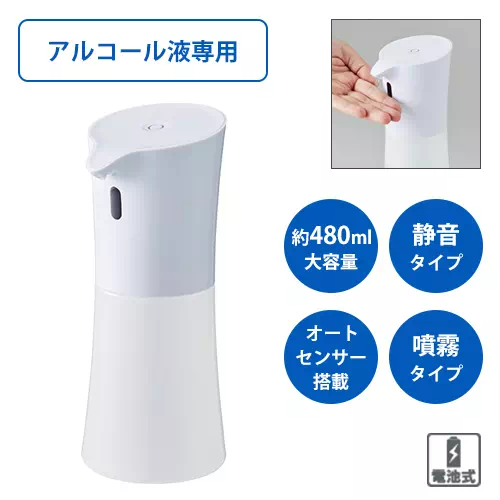 アルコール液専用
約480ml
大容量
静音
タイプ
オート
センサー
搭載
噴霧
タイプ
電池式